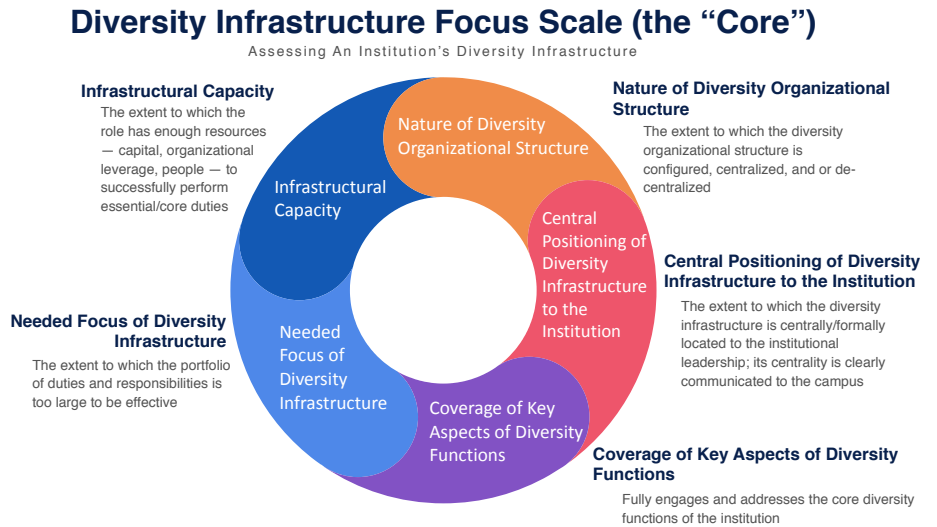 Diversity Infrastructure Focus Scale (the “Core”)
Assessing An Institution’s Diversity Infrastructure
Infrastructural Capacity
The extent to which the
role has enough resources
— capital, organizational
leverage, people — to
successfully perform
essential/core duties
Nature of Diversity Organizational
Structure
The extent to which the diversity
organizational structure is
configured, centralized, and or de-
centralized
Nature of Diversity
Organizational Structure
Infrastructural
Capacity
Central
Positioning of
Diversity
Infrastructure
to the
Institution
Central Positioning of Diversity
Infrastructure to the Institution
The extent to which the diversity
infrastructure is centrally/formally
located to the institutional
leadership; its centrality is clearly
communicated to the campus
Needed Focus of Diversity
Infrastructure
The extent to which the portfolio
of duties and responsibilities is
too large to be effective
Needed
Focus of
Diversity
Infrastructure
Coverage of Key
Aspects of Diversity
Functions
Coverage of Key Aspects of Diversity
Functions
Fully engages and addresses the core diversity
functions of the institution